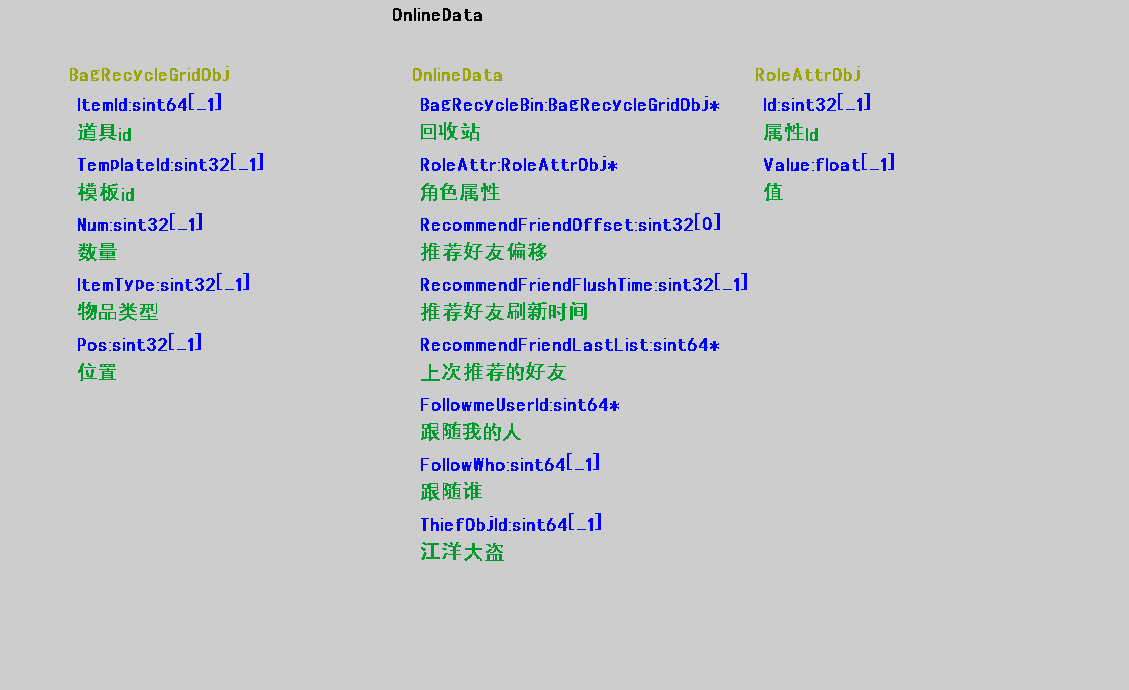 OnlineData
BagRecycleGridObj
ItemId:sint64[_1]
道具id
TemplateId:sint32[_1]
模板id
Num:sint32[_1]
数量
ItemType:sint32[_1]
物品类型
Pos:sint32[_1]
位置
OnlineData
BagRecycleBin:BagRecycleGridObj*
回收站
RoleAttr:RoleAttrObj*
角色属性
RecommendFriendOffset:sint32[0]
推荐好友偏移
RecommendFriendFlushTime:sint32[_1]
推荐好友刷新时间
RecommendFriendLastList:sint64*
上次推荐的好友
FollowmeUserId:sint64*
跟随我的人
FollowWho:sint64[_1]
跟随谁
ThiefObjId:sint64[_1]
江洋大盗
RoleAttrObj
Id:sint32[_1]
属性Id
Value:float[_1]
值